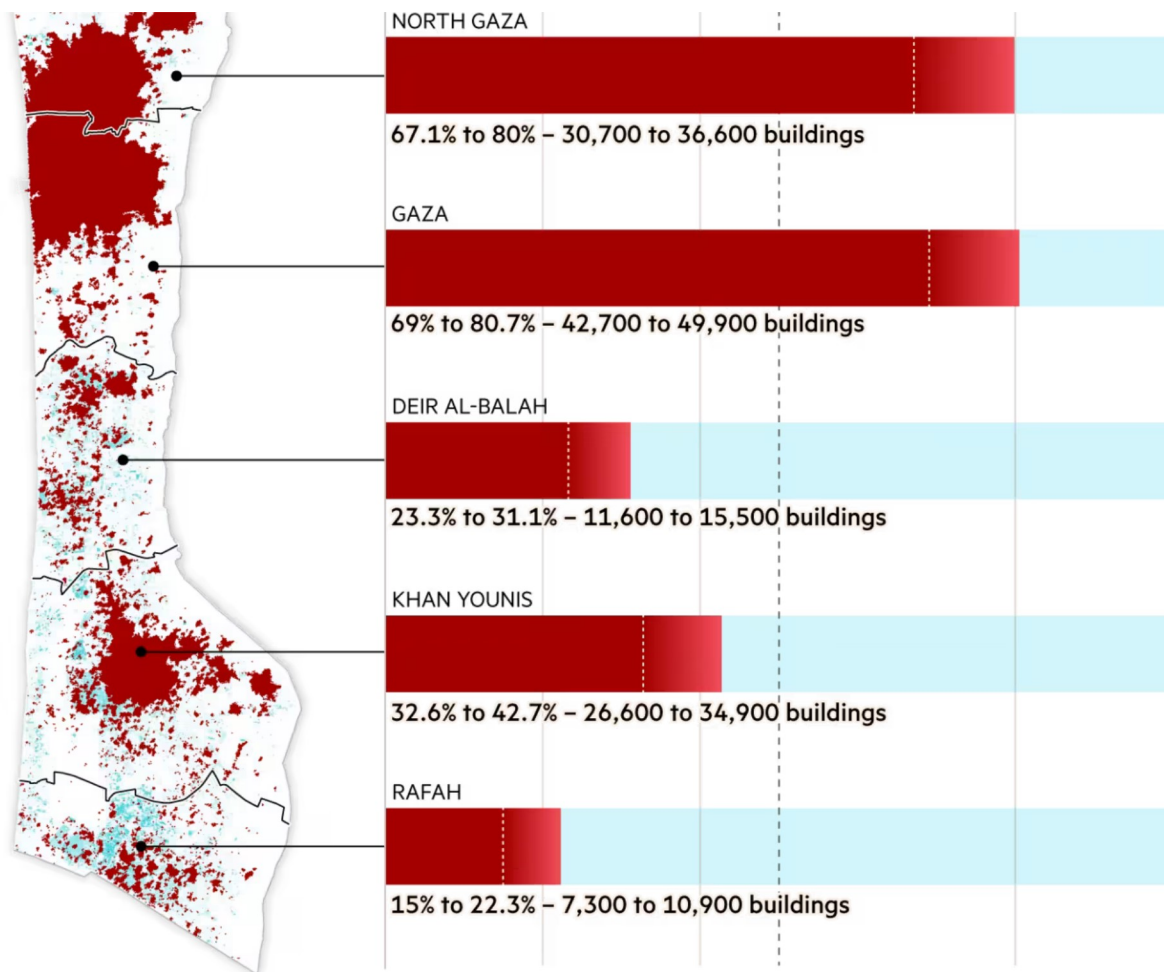 NORTH GAZA
67.1% to 80% – 30,700 to 36,600 buildings
GAZA
69% to 80.7% – 42,700 to 49,900 buildings
DEIR AL-BALAH
23.3% to 31.1% – 11,600 to 15,500 buildings
KHAN YOUNIS
32.6% to 42.7% – 26,600 to 34,900 buildings
RAFAH
15% to 22.3% – 7,300 to 10,900 buildings